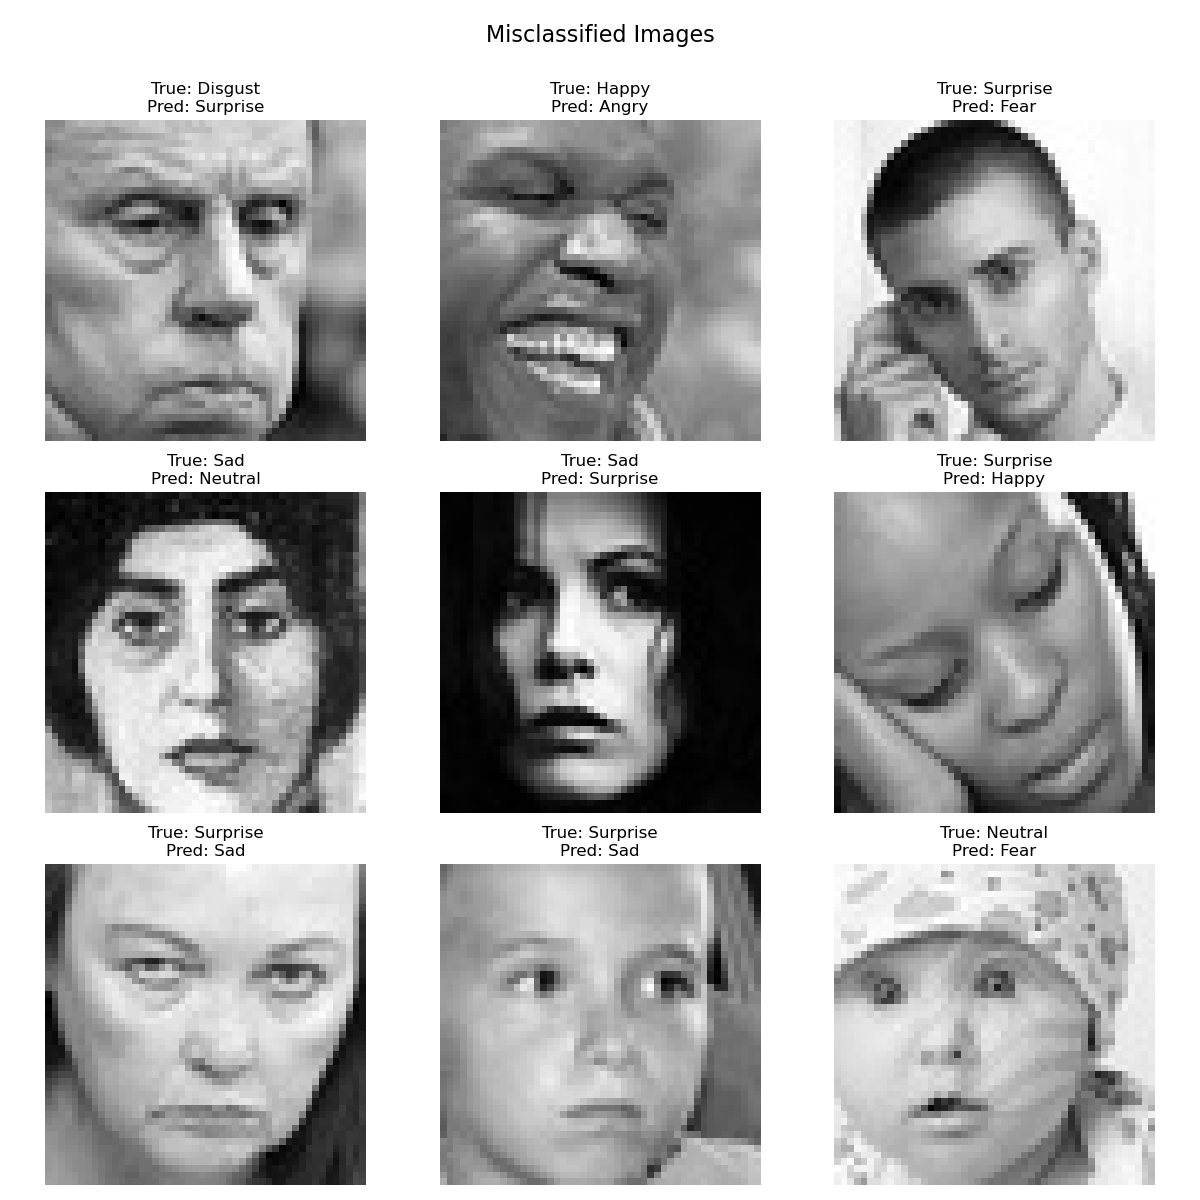 Misclassified Images
True: Disgust
Pred: Surprise
True: Happy
Pred: Angry
True: Surprise
Pred: Fear
True: Sad
Pred: Neutral
True: Sad
Pred: Surprise
True: Surprise
Pred: Happy
True: Surprise
Pred: Sad
True: Surprise
Pred: Sad
True: Neutral
Pred: Fear